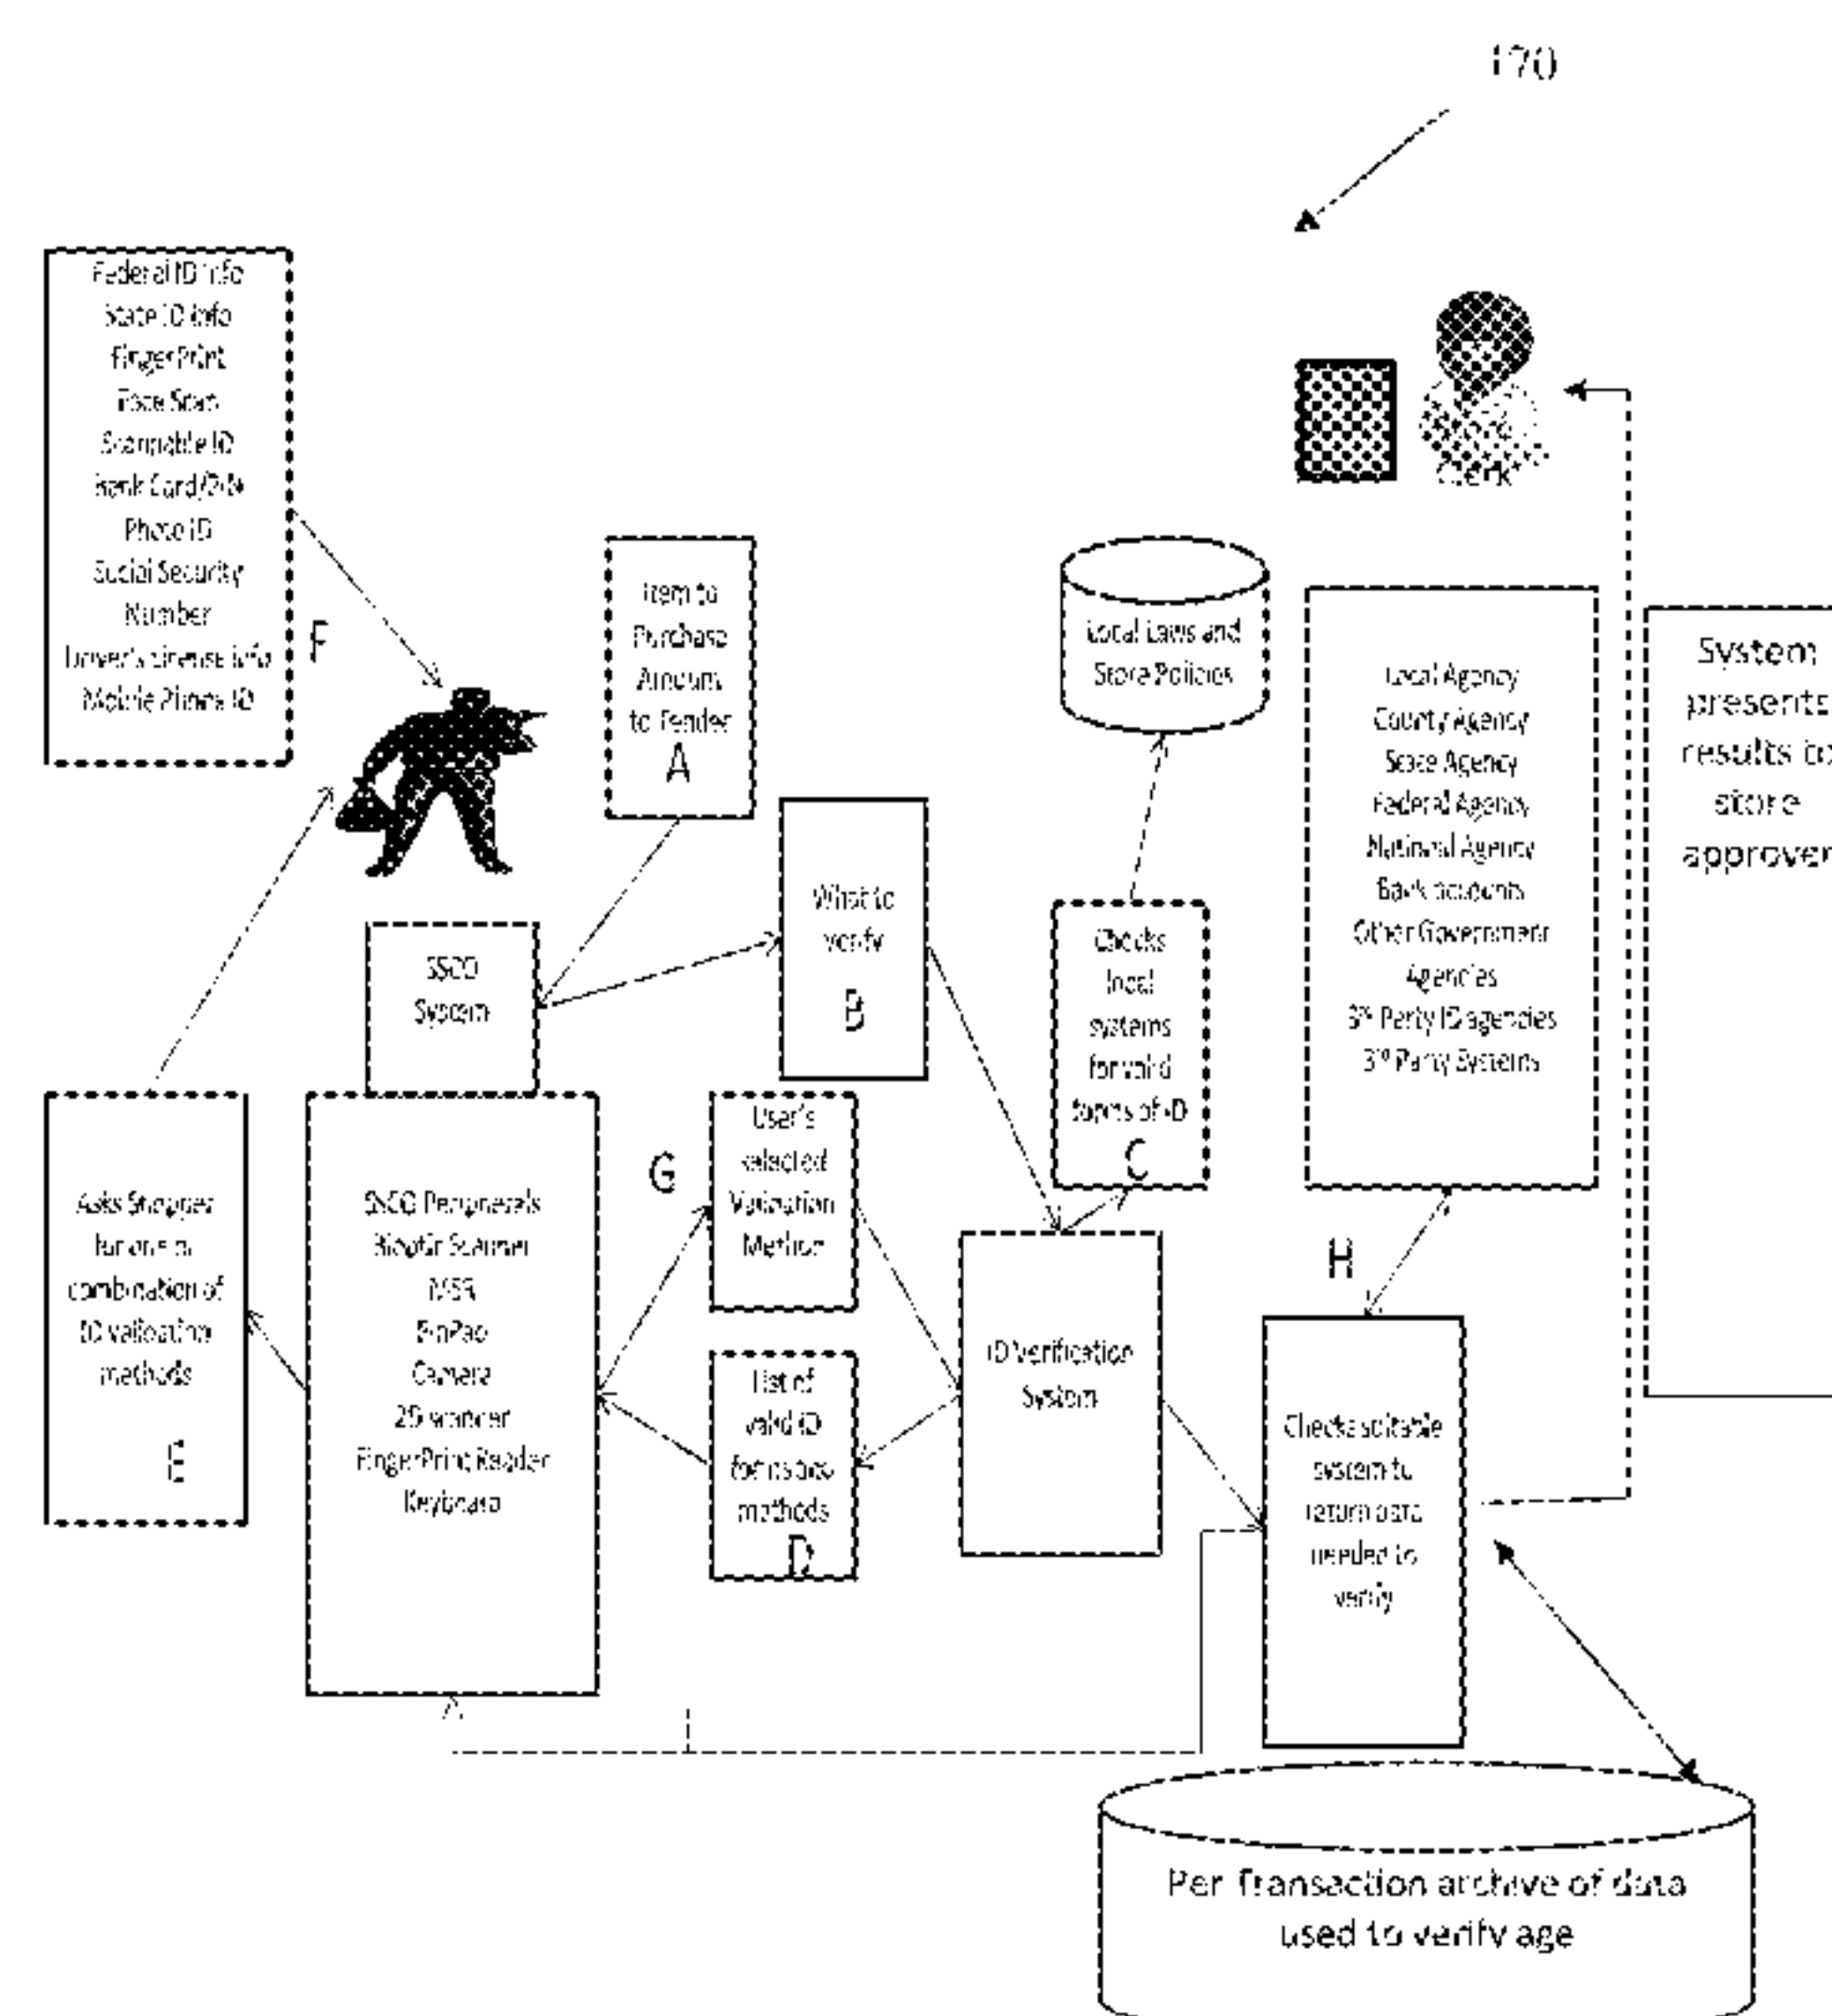 170
Federal ID Info
State ID Info
FingerPrint
Face Scan
Scannable ID
Bank Card/PIN
Photo ID
Social Security
Number
Driver's License Info
Mobile Phone ID
F
Item to
Purchase
Amount
to Tender
A
SSCO
System
What to
verify
B
Local Laws and
Store Policies
Checks
local
systems
for valid
forms of ID
C
Clerk
Local Agency
County Agency
State Agency
Federal Agency
National Agency
Bank accounts
Other Government
Agencies
Party ID agencies
3rd Party Systems
System
presents
results to
store
approver
Asks Shopper
for one or
combination of
ID validation
methods
E
SSCO Peripherals
Bioptic Scanner
MSR
PinPad
Camera
2D scanner
FingerPrint Reader
Keyboard
G
User's
selected
Validation
Method
List of
valid ID
forms and
methods
D
ID Verification
System
H
Checks suitable
system to
return data
needed to
verify
Per Transaction archive of data
used to verify age